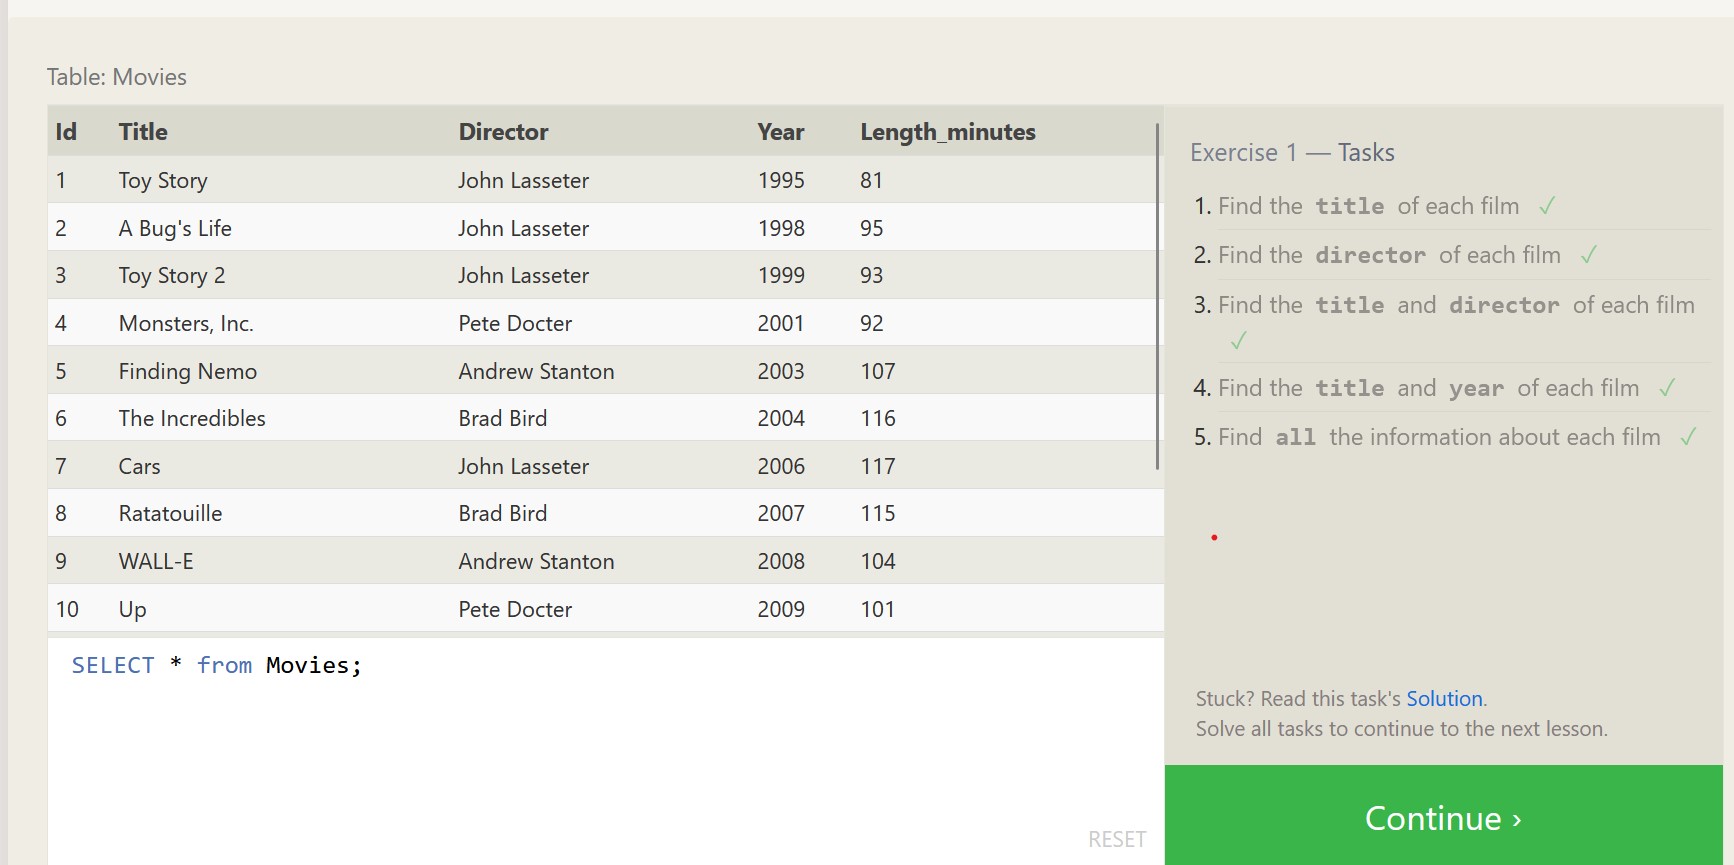 Table: Movies
Id Title Director Year Length_minutes
1 Toy Story John Lasseter 1995 81
2 A Bug's Life John Lasseter 1998 95
3 Toy Story 2 John Lasseter 1999 93
4 Monsters, Inc. Pete Docter 2001 92
5 Finding Nemo Andrew Stanton 2003 107
6 The Incredibles Brad Bird 2004 116
7 Cars John Lasseter 2006 117
8 Ratatouille Brad Bird 2007 115
9 WALL-E Andrew Stanton 2008 104
10 Up Pete Docter 2009 101
SELECT * from Movies;
RESET
Exercise 1 — Tasks
1. Find the title of each film ✓
2. Find the director of each film ✓
3. Find the title and director of each film
✓
4. Find the title and year of each film ✓
5. Find all the information about each film ✓
Stuck? Read this task's Solution.
Solve all tasks to continue to the next lesson.
Continue ›